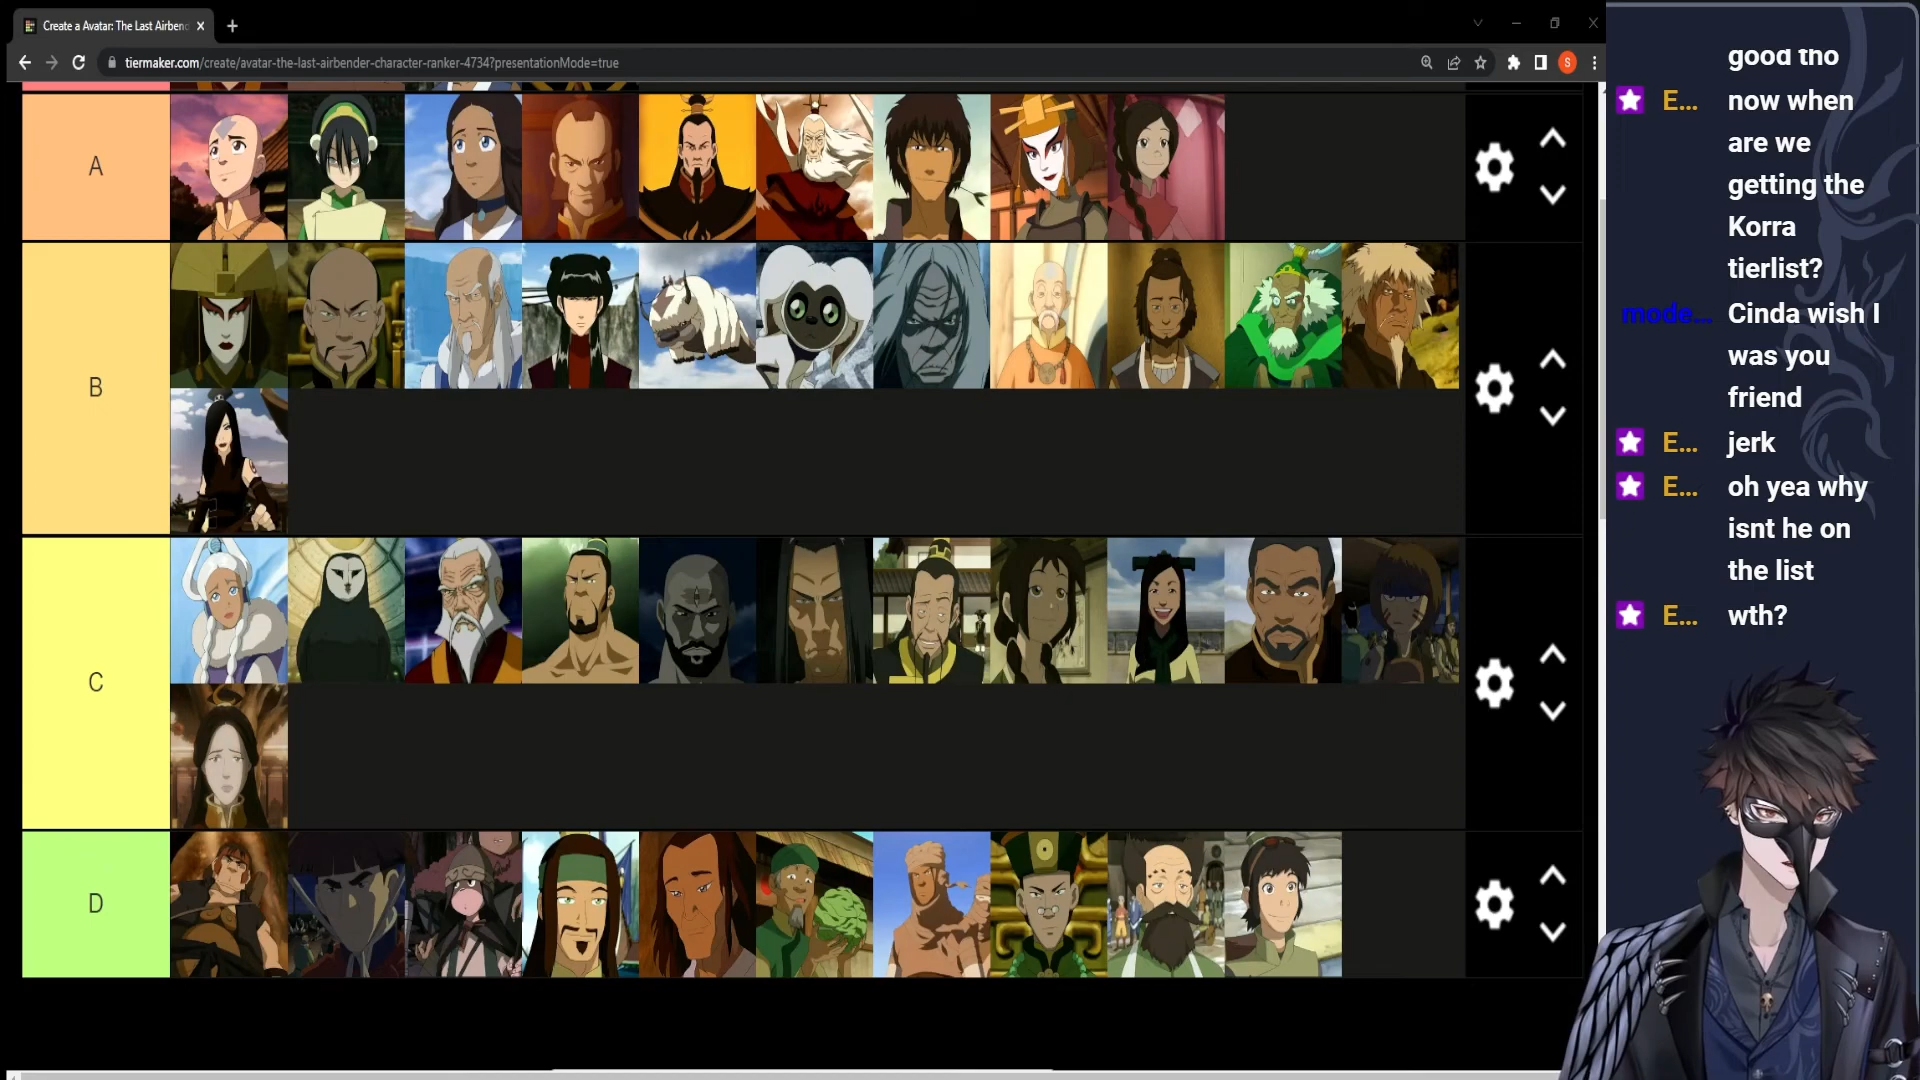 Create a Avatar: The Last Airben
tiermaker.com/create/avatar-the-last-airbender-character-ranker-4734?presentationMode=true
S
A
B
C
D
good tho
E... now when
are we
getting the
Korra
tierlist?
mode... Cinda wish I
was you
friend
E... jerk
E... oh yea why
isnt he on
the list
E... wth?